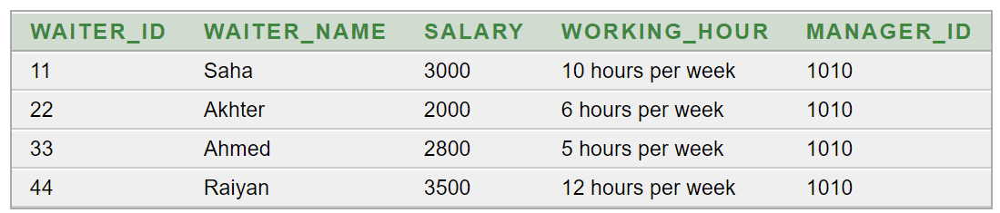 WAITER_ID WAITER_NAME SALARY WORKING_HOUR MANAGER_ID
11 Saha 3000 10 hours per week 1010
22 Akhter 2000 6 hours per week 1010
33 Ahmed 2800 5 hours per week 1010
44 Raiyan 3500 12 hours per week 1010